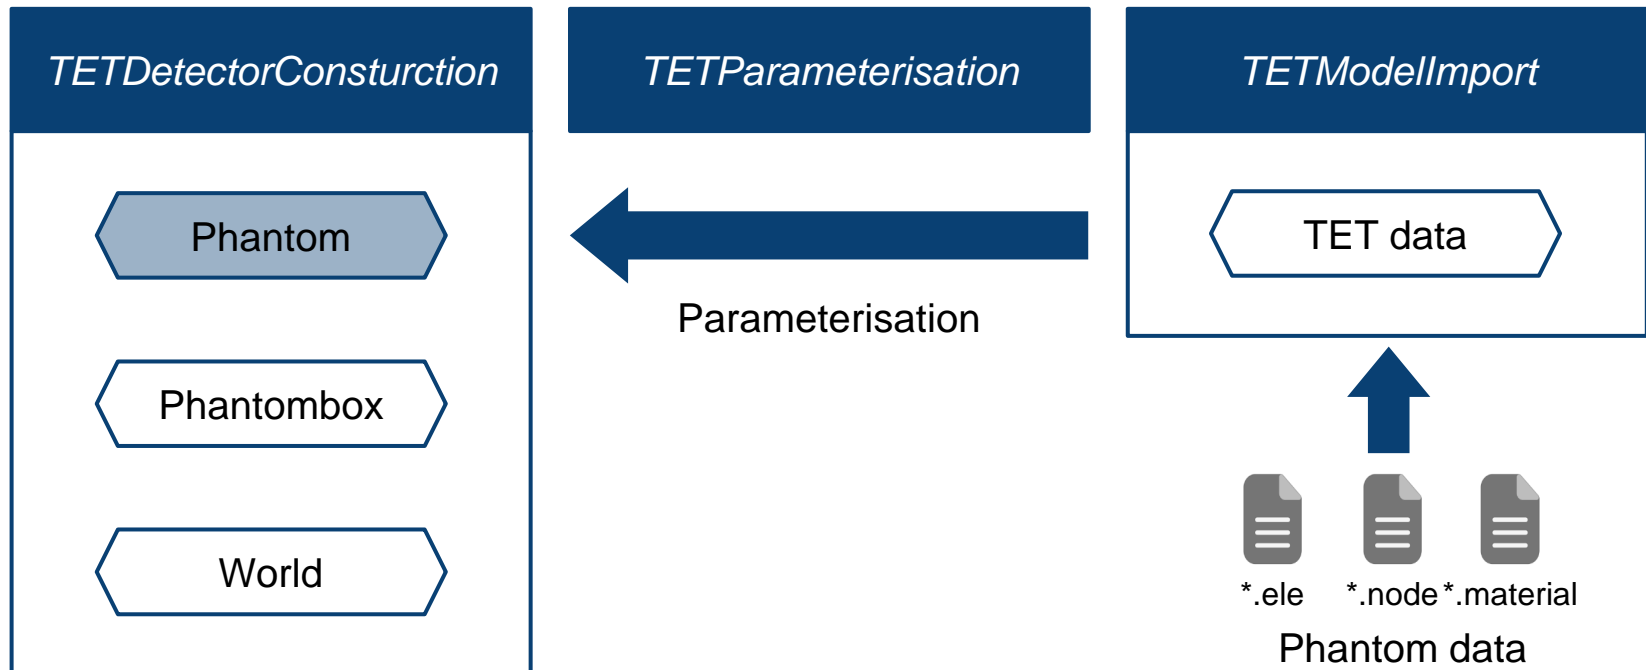 TETDetectorConsturction
TETParameterisation
TETModelImport
Phantom
TET data
Parameterisation
Phantombox
World
*.ele
*.node
*.material
Phantom data